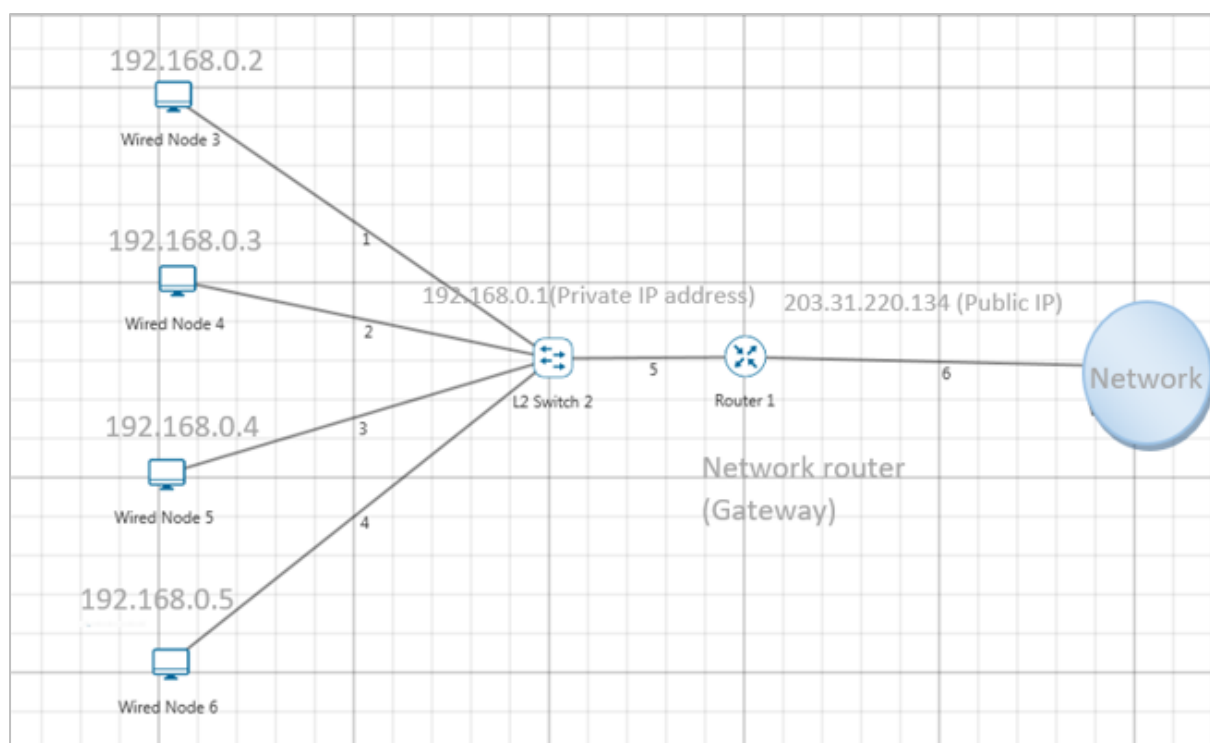 192.168.0.2
Wired Node 3
1
192.168.0.3
Wired Node 4
2
192.168.0.1(Private IP address)
203.31.220.134 (Public IP)
L2 Switch 2
5
Router 1
6
Network
192.168.0.4
Wired Node 5
3
Network router
(Gateway)
4
192.168.0.5
Wired Node 6